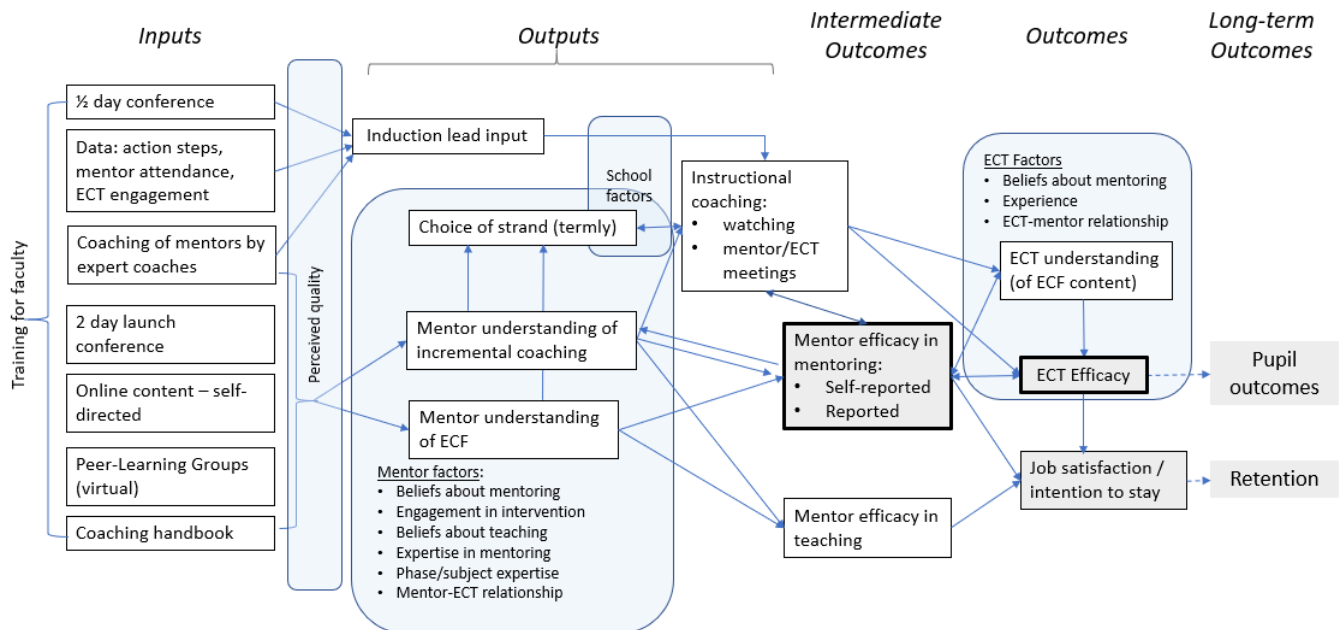 Inputs
Outputs
Intermediate
Outcomes
Outcomes
Long-term
Outcomes
Training for faculty
½ day conference
Data: action steps,
mentor attendance,
ECT engagement
Coaching of mentors by
expert coaches
2 day launch
conference
Online content – self-
directed
Peer-Learning Groups
(virtual)
Coaching handbook
Perceived quality
Induction lead input
School
factors
Choice of strand (termly)
Mentor understanding of
incremental coaching
Mentor understanding
of ECF
Mentor factors:
• Beliefs about mentoring
• Engagement in intervention
• Beliefs about teaching
• Expertise in mentoring
• Phase/subject expertise
• Mentor-ECT relationship
Instructional
coaching:
• watching
• mentor/ECT
meetings
Mentor efficacy in
mentoring:
• Self-reported
• Reported
Mentor efficacy in
teaching
ECT Factors
• Beliefs about mentoring
• Experience
• ECT-mentor relationship
ECT understanding
(of ECF content)
ECT Efficacy
Job satisfaction /
intention to stay
Pupil
outcomes
Retention